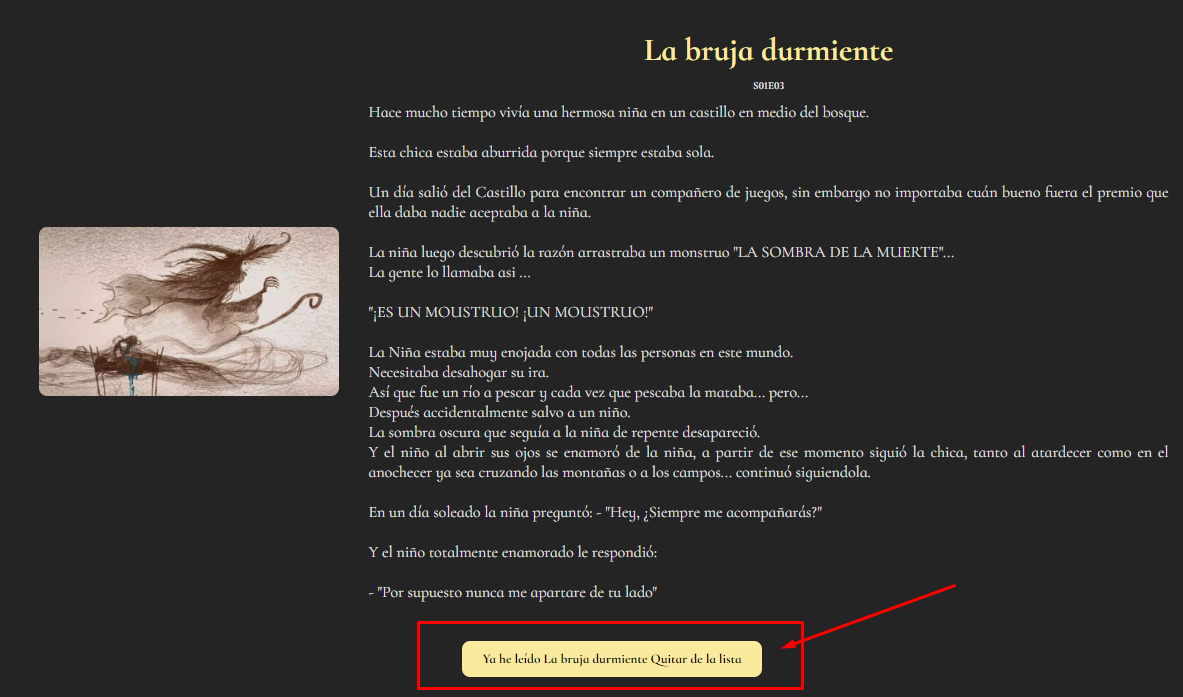 La bruja durmiente
S01E03
Hace mucho tiempo vivía una hermosa niña en un castillo en medio del bosque.
Esta chica estaba aburrida porque siempre estaba sola.
Un día salió del Castillo para encontrar un compañero de juegos, sin embargo no importaba cuán bueno fuera el premio que
ella daba nadie aceptaba a la niña.
La niña luego descubrió la razón arrastraba un monstruo "LA SOMBRA DE LA MUERTE"...
La gente lo llamaba asi ...
"¡ES UN MOUSTRUO! ¡UN MOUSTRUO!"
La Niña estaba muy enojada con todas las personas en este mundo.
Necesitaba desahogar su ira.
Así que fue un río a pescar y cada vez que pescaba la mataba... pero...
Después accidentalmente salvo a un niño.
La sombra oscura que seguía a la niña de repente desapareció.
Y el niño al abrir sus ojos se enamoró de la niña, a partir de ese momento siguió la chica, tanto al atardecer como en el
anochecer ya sea cruzando las montañas o a los campos... continuó siguiendola.
En un día soleado la niña preguntó: - "Hey, ¿Siempre me acompañarás?"
Y el niño totalmente enamorado le respondió:
- "Por supuesto nunca me apartare de tu lado"
Ya he leído La bruja durmiente Quitar de la lista